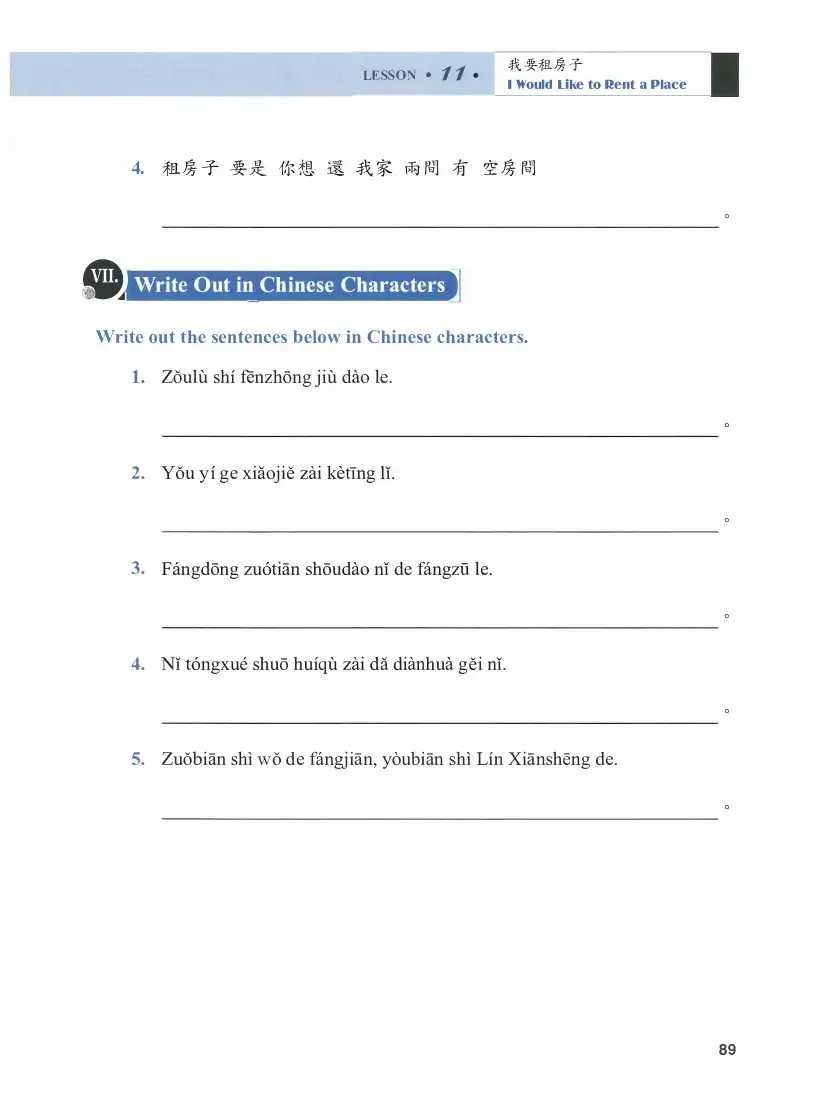 LESSON • 11 •
我要租房子
I Would Like to Rent a Place
4. 租房子 要是 你想 還 我家 兩間 有 空房間
。
VII. Write Out in Chinese Characters
Write out the sentences below in Chinese characters.
1. Zǒulù shí fēnzhōng jiù dào le.
。
2. Yǒu yí ge xiǎojiě zài kètīng lǐ.
。
3. Fángdōng zuótiān shōudào nǐ de fángzū le.
。
4. Nǐ tóngxué shuō huíqù zài dǎ diànhuà gěi nǐ.
。
5. Zuǒbiān shì wǒ de fángjiān, yòubiān shì Lín Xiānshēng de.
。
89